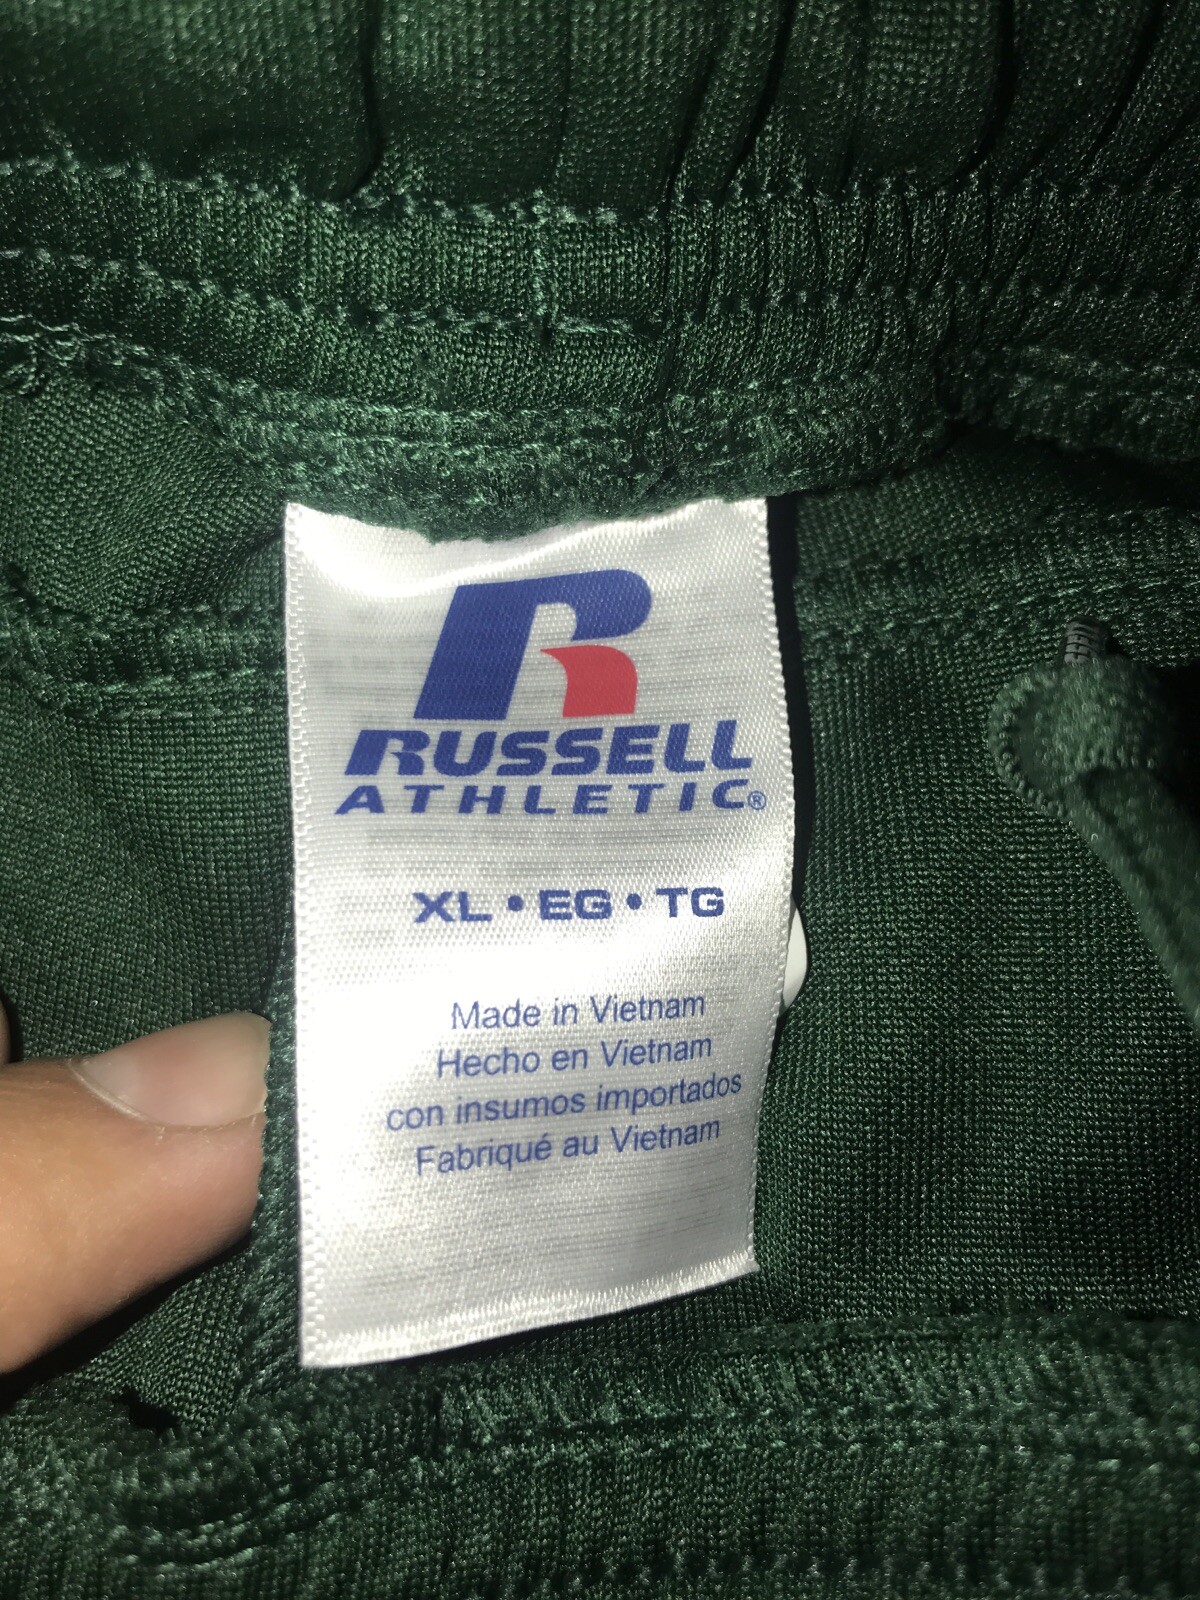 R
RUSSELL
ATHLETIC®
XL • EG • TG
Made in Vietnam
Hecho en Vietnam
con insumos importados
Fabriqué au Vietnam